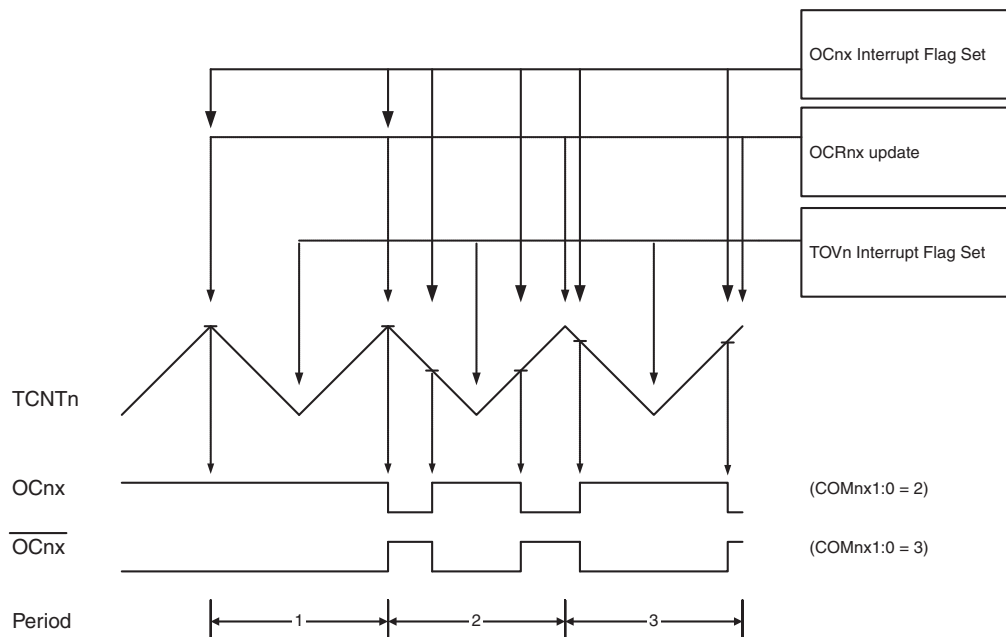 OCnx Interrupt Flag Set
OCRnx update
TOVn Interrupt Flag Set
TCNTn
OCnx
(COMnx1:0 = 2)
OCnx
(COMnx1:0 = 3)
Period
1
2
3